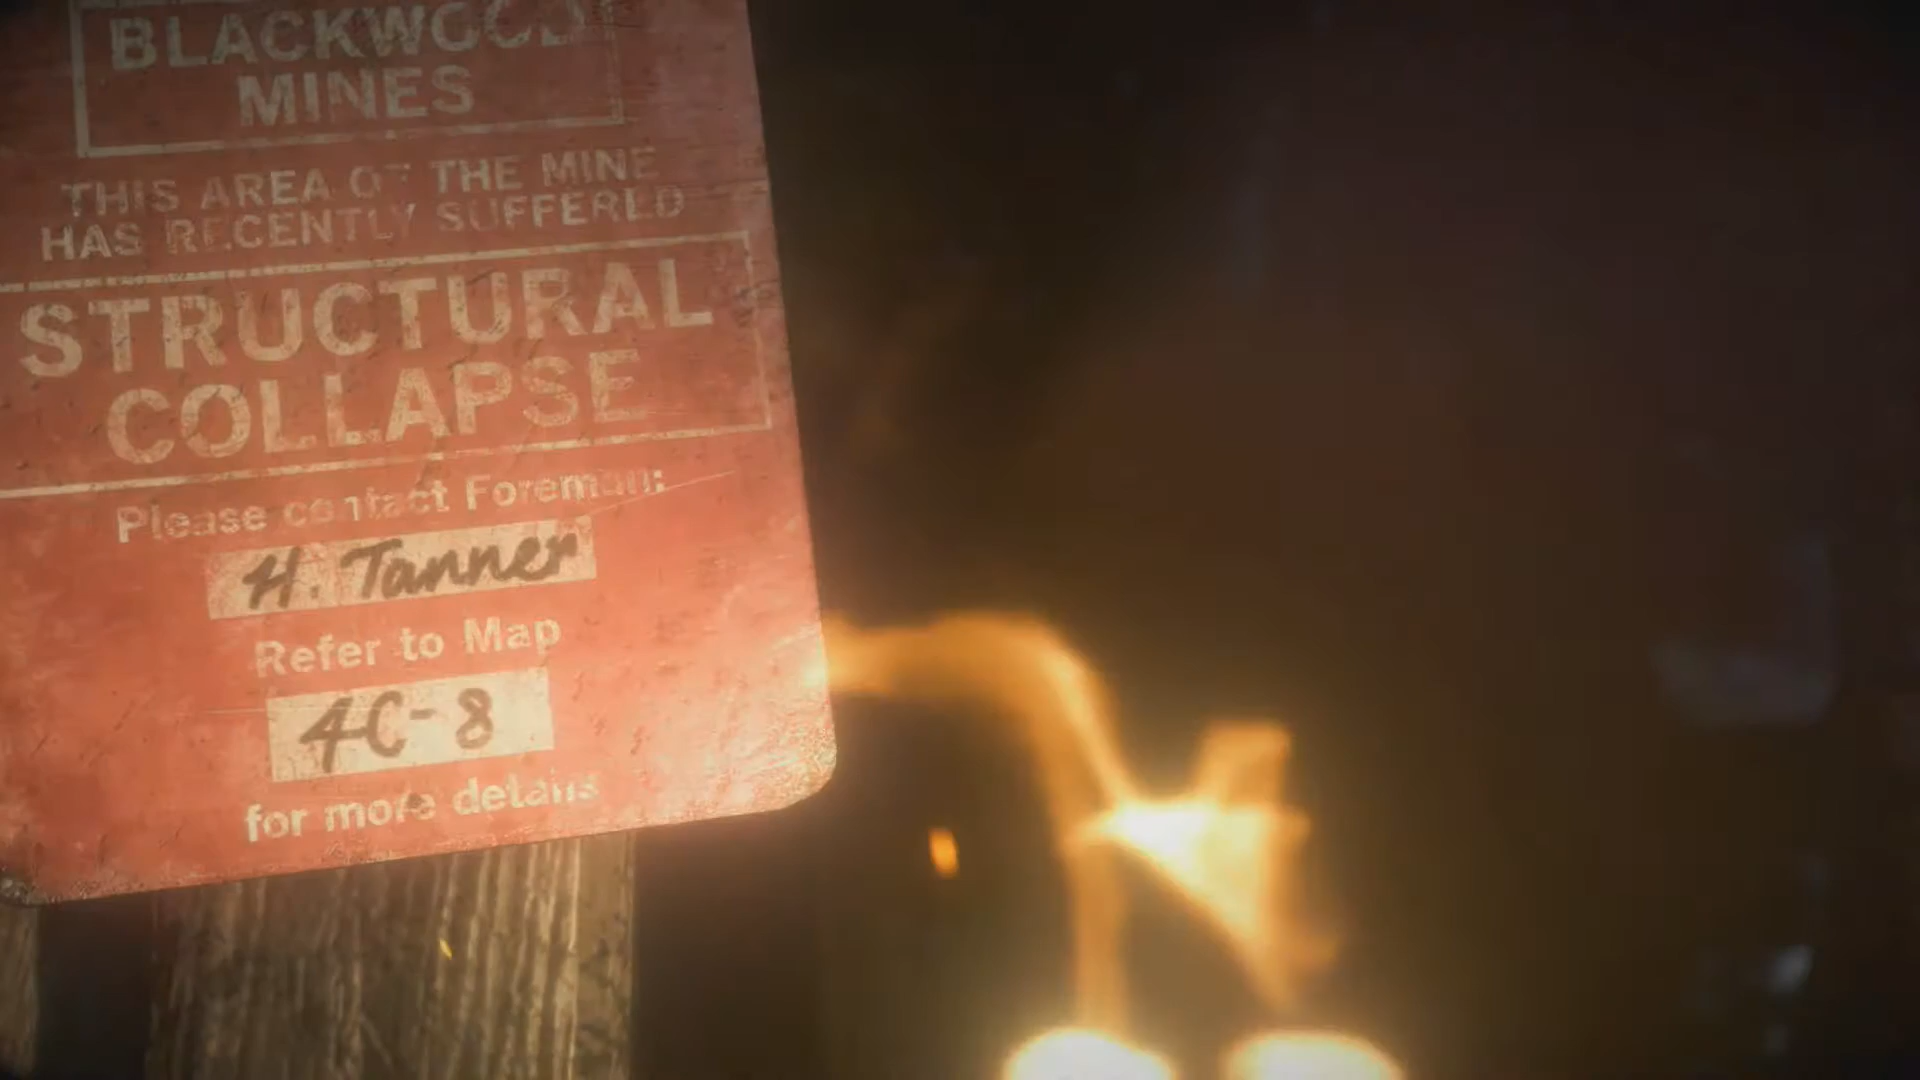 BLACKWOOD
MINES
THIS AREA OF THE MINE
HAS RECENTLY SUFFERED
STRUCTURAL
COLLAPSE
Please contact Foreman:
H. Tanner
Refer to Map
4C-8
for more details